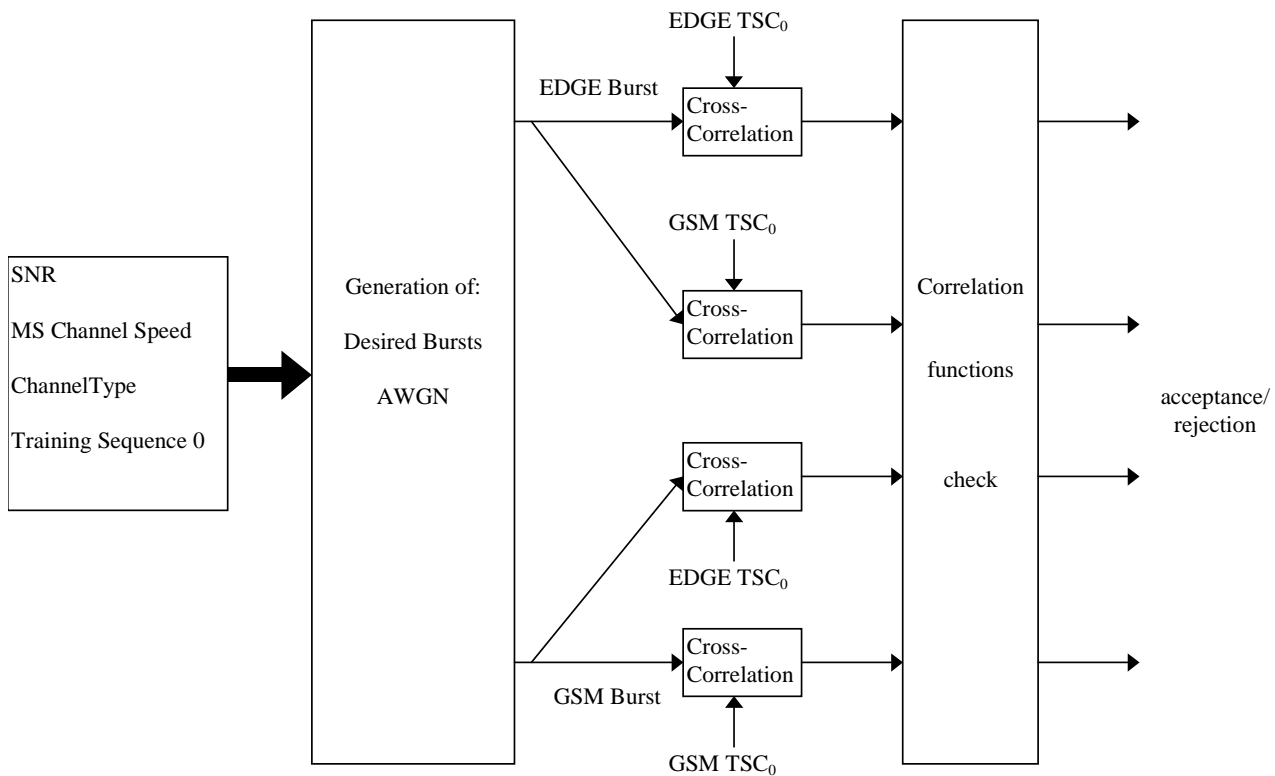 EDGE TSC₀
EDGE Burst
Cross-
Correlation
GSM TSC₀
Cross-
Correlation
SNR
MS Channel Speed
ChannelType
Training Sequence 0
Generation of:
Desired Bursts
AWGN
Correlation
functions
check
acceptance/
rejection
Cross-
Correlation
EDGE TSC₀
Cross-
Correlation
GSM Burst
GSM TSC₀